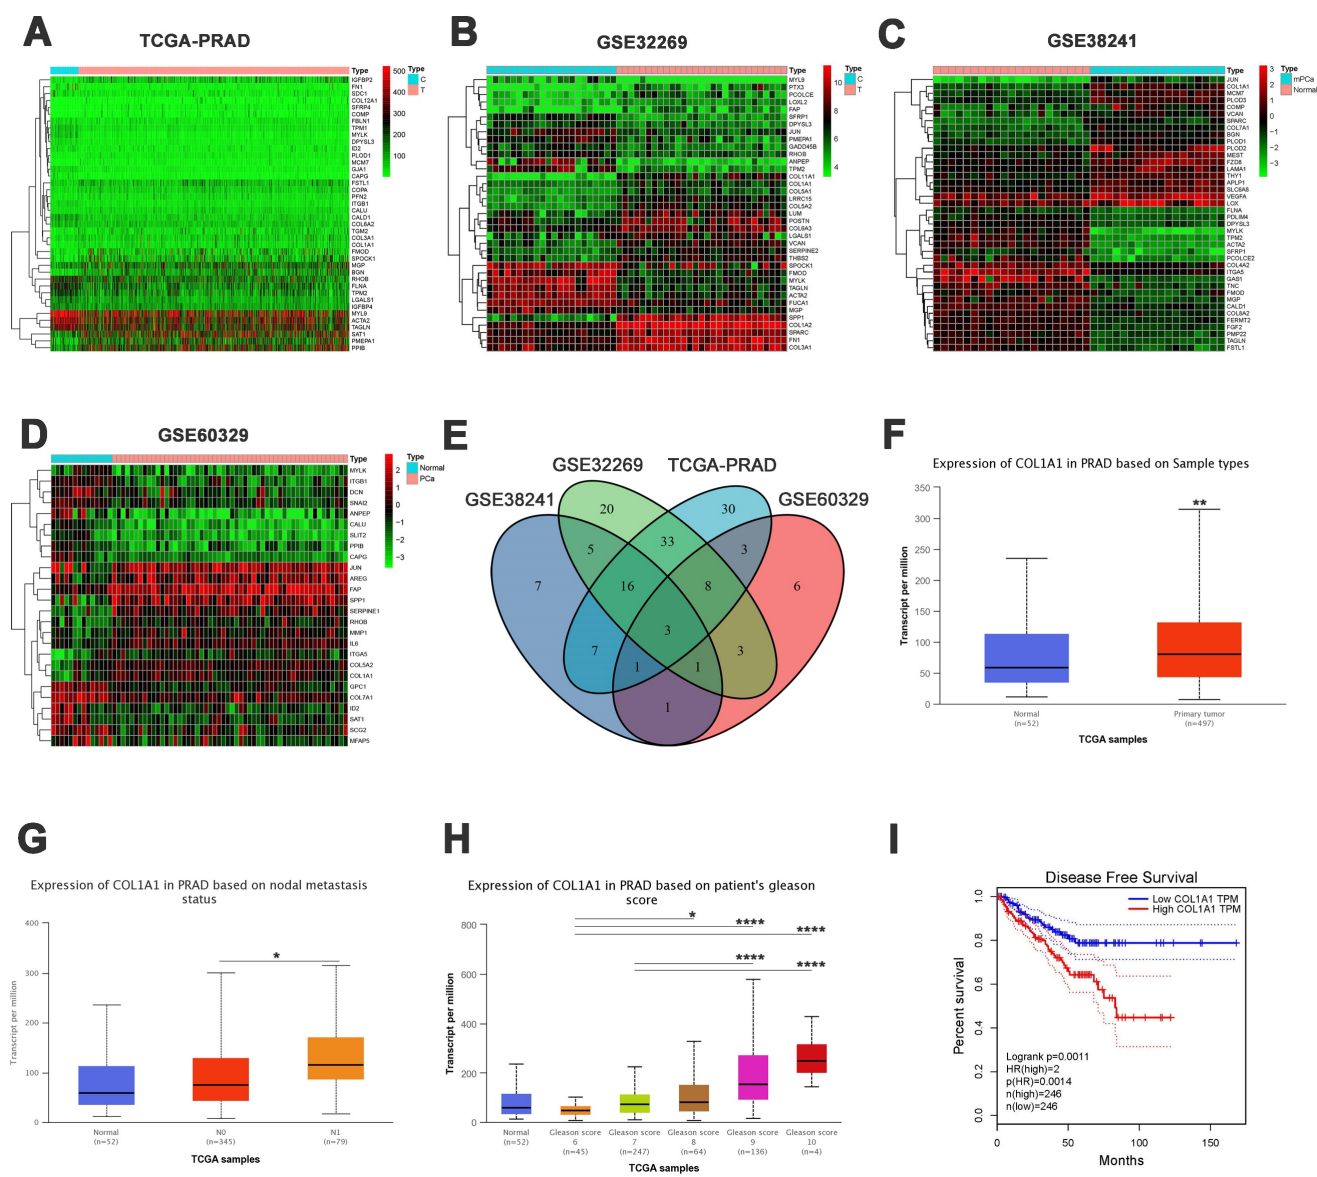 A
TCGA-PRAD
Type
IGFBP2
FN1
SDC1
COL12A1
SFRP4
COMP
FBLN1
TPM1
MYLK
DPYSL3
ID2
PLOD1
MCM7
GJA1
CAPG
FSTL1
COPA
PFN2
ITGB1
CALU
CALD1
COL6A2
TGM2
COL3A1
COL1A1
FMOD
SPOCK1
MGP
BGN
RHOB
FLNA
TPM2
LGALS1
IGFBP4
MYL9
ACTA2
TAGLN
SAT1
PMEPA1
PPIB
500
400
300
200
100
Type
C
T
B
GSE32269
Type
MYL9
PTX3
PCOLCE
LOXL2
FAP
SFRP1
DPYSL3
JUN
PMEPA1
GADD45B
RHOB
ANPEP
TPM2
COL11A1
COL1A1
COL5A1
LRRC15
COL5A2
LUM
POSTN
COL6A3
LGALS1
VCAN
SERPINE2
THBS2
SPOCK1
FMOD
MYLK
TAGLN
ACTA2
FUCA1
MGP
SPP1
COL1A2
SPARC
FN1
COL3A1
10
8
6
4
Type
C
T
C
GSE38241
Type
JUN
COL1A1
MCM7
PLOD3
COMP
VCAN
SPARC
COL7A1
BGN
PLOD1
PLOD2
MEST
FZD8
LAMA1
THY1
APLP1
SLC6A8
VEGFA
LOX
FLNA
PDLIM4
DPYSL3
MYLK
TPM2
ACTA2
SFRP1
PCOLCE2
COL4A2
ITGA5
GAS1
TNC
FMOD
MGP
CALD1
COL8A2
FERMT2
FGF2
PMP22
TAGLN
FSTL1
3
2
1
0
−1
−2
−3
Type
mPCa
Normal
D
GSE60329
Type
MYLK
ITGB1
DCN
SNAI2
ANPEP
CALU
SLIT2
PPIB
CAPG
JUN
AREG
FAP
SPP1
SERPINE1
RHOB
MMP1
IL6
ITGA5
COL5A2
COL1A1
GPC1
COL7A1
ID2
SAT1
SCG2
MFAP5
2
1
0
−1
−2
−3
Type
Normal
PCa
E
GSE32269 TCGA-PRAD
GSE38241 GSE60329
20 30
5 33 3
7 16 8 6
3
7 1 1 3
1
F
Expression of COL1A1 in PRAD based on Sample types
Transcript per million
350
300
250
200
150
100
50
0
**
Normal
(n=52)
Primary tumor
(n=497)
TCGA samples
G
Expression of COL1A1 in PRAD based on nodal metastasis
status
Transcript per million
400
300
200
100
0
*
Normal
(n=52)
N0
(n=345)
N1
(n=79)
TCGA samples
H
Expression of COL1A1 in PRAD based on patient's gleason
score
Transcript per million
800
600
400
200
0
*
****
****
****
****
Normal
(n=52)
Gleason score
6
(n=45)
Gleason score
7
(n=247)
Gleason score
8
(n=64)
Gleason score
9
(n=136)
Gleason score
10
(n=4)
TCGA samples
I
Disease Free Survival
Low COL1A1 TPM
High COL1A1 TPM
Percent survival
1.0
0.8
0.6
0.4
0.2
0.0
Logrank p=0.0011
HR(high)=2
p(HR)=0.0014
n(high)=246
n(low)=246
0 50 100 150
Months